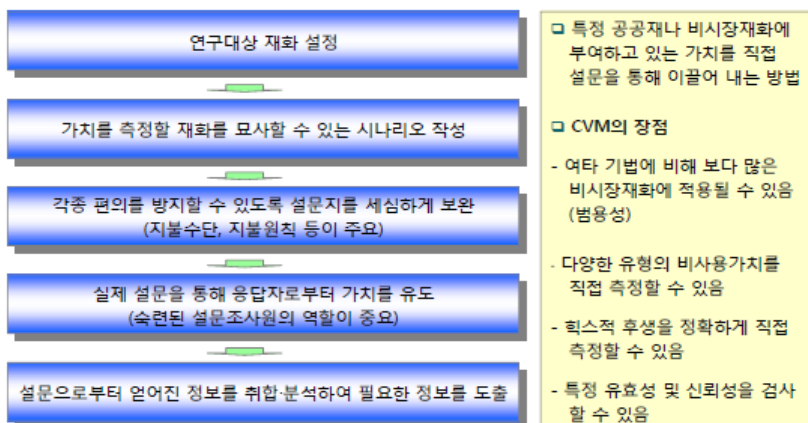 연구대상 재화 설정
가치를 측정할 재화를 묘사할 수 있는 시나리오 작성
각종 편의를 방지할 수 있도록 설문지를 세심하게 보완
(지불수단, 지불원칙 등이 주요)
실제 설문을 통해 응답자로부터 가치를 유도
(숙련된 설문조사원의 역할이 중요)
설문으로부터 얻어진 정보를 취합·분석하여 필요한 정보를 도출
특정 공공재나 비시장재화에
부여하고 있는 가치를 직접
설문을 통해 이끌어 내는 방법
CVM의 장점
- 여타 기법에 비해 보다 많은
비시장재화에 적용될 수 있음
(범용성)
- 다양한 유형의 비사용가치를
직접 측정할 수 있음
- 힉스적 후생을 정확하게 직접
측정할 수 있음
- 특정 유효성 및 신뢰성을 검사
할 수 있음